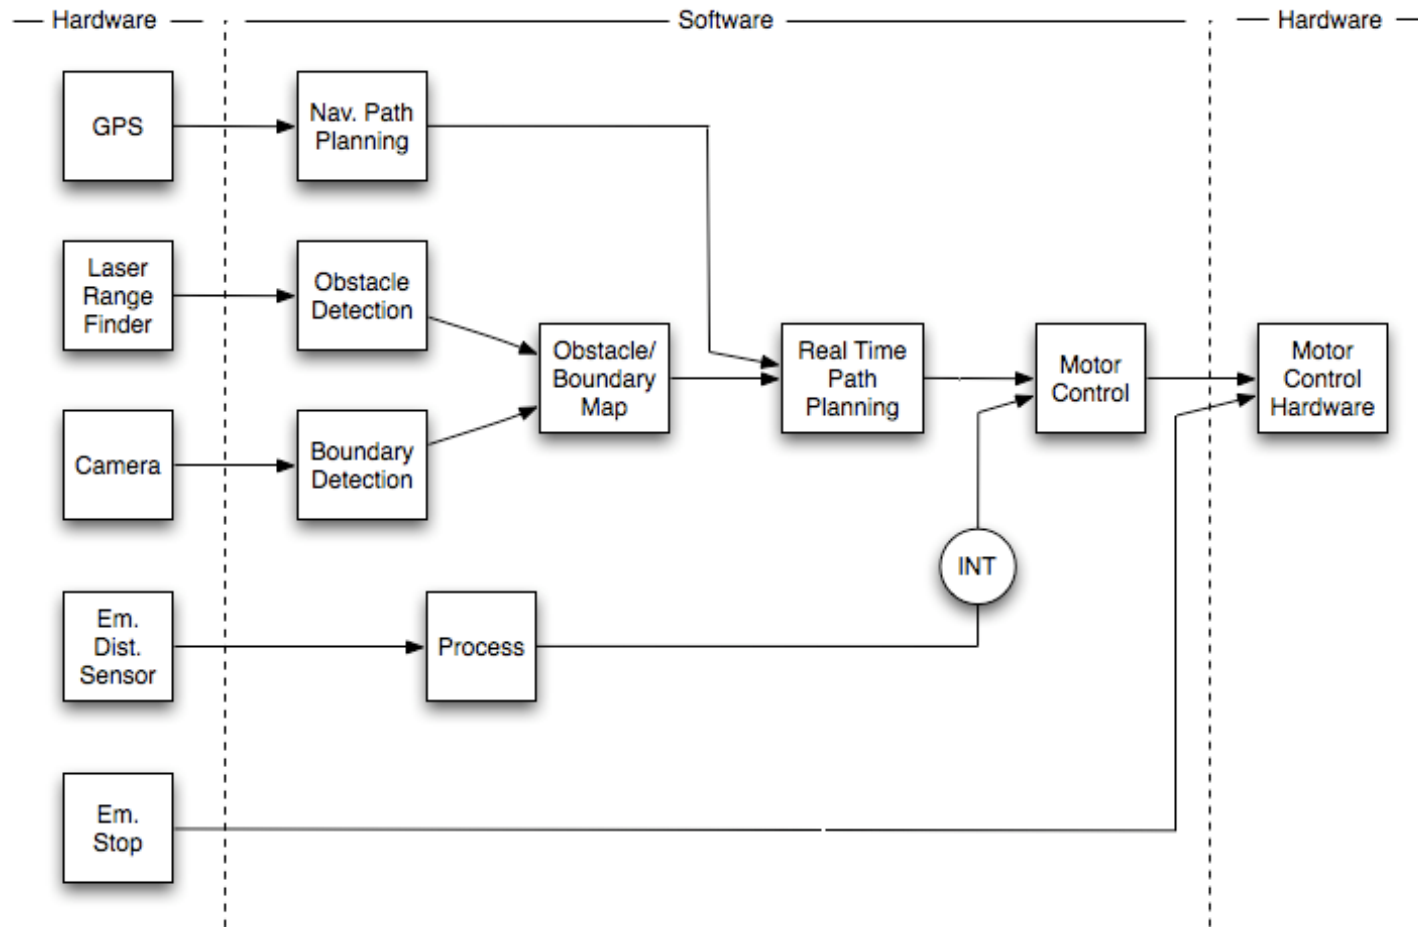 Hardware
Software
Hardware
GPS
Nav. Path
Planning
Laser
Range
Finder
Obstacle
Detection
Obstacle/
Boundary
Map
Real Time
Path
Planning
Motor
Control
Motor
Control
Hardware
Camera
Boundary
Detection
INT
Em.
Dist.
Sensor
Process
Em.
Stop